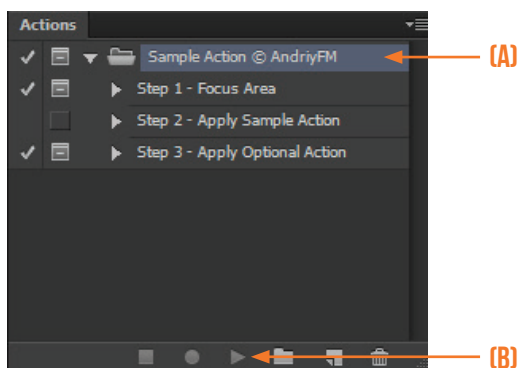 Actions
Sample Action © AndriyFM
(A)
Step 1 - Focus Area
Step 2 - Apply Sample Action
Step 3 - Apply Optional Action
(B)